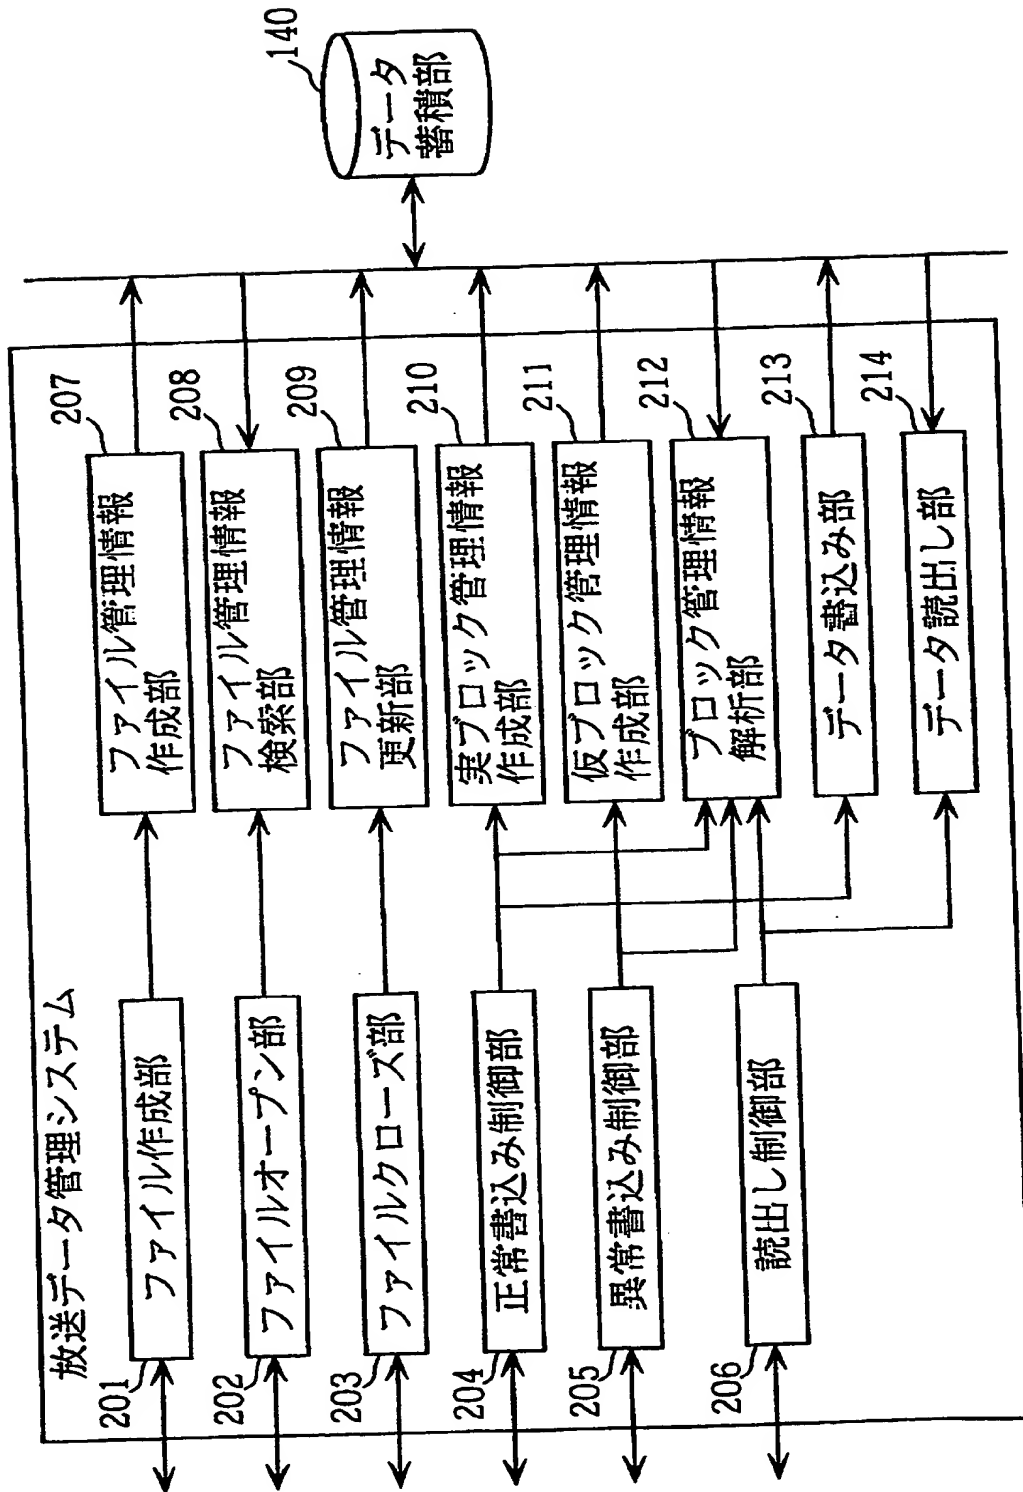 放送データ管理システム
201
ファイル作成部
202
ファイルオープン部
203
ファイルクローズ部
204
正常書込み制御部
205
異常書込み制御部
206
読出し制御部
207
ファイル管理情報
作成部
208
ファイル管理情報
検索部
209
ファイル管理情報
更新部
210
実ブロック管理情報
作成部
211
仮ブロック管理情報
作成部
212
ブロック管理情報
解析部
213
データ書込み部
214
データ読出し部
140
データ
蓄積部